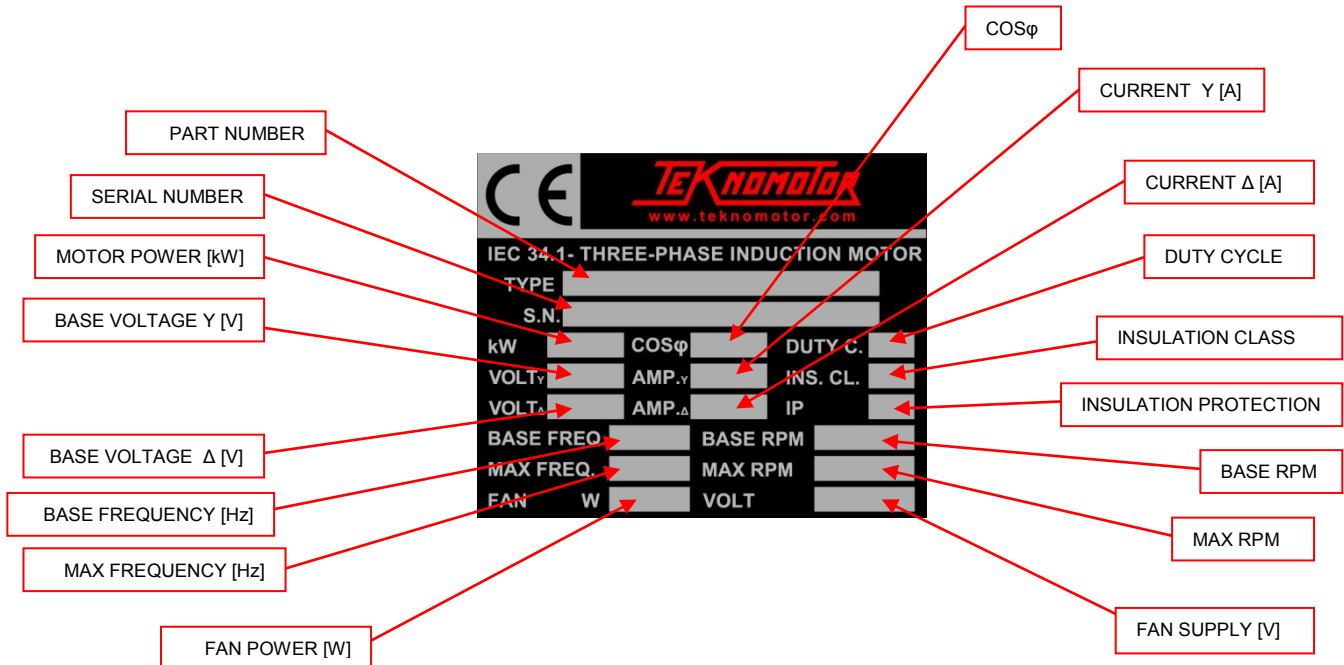 COSφ
CURRENT Y [A]
PART NUMBER
CURRENT Δ [A]
SERIAL NUMBER
MOTOR POWER [kW]
DUTY CYCLE
BASE VOLTAGE Y [V]
INSULATION CLASS
INSULATION PROTECTION
BASE VOLTAGE Δ [V]
BASE RPM
BASE FREQUENCY [Hz]
MAX RPM
MAX FREQUENCY [Hz]
FAN SUPPLY [V]
FAN POWER [W]
CE
TEKNOMOTOR
www.teknomotor.com
IEC 34.1- THREE-PHASE INDUCTION MOTOR
TYPE
S.N.
kW COSφ DUTY C.
VOLTY AMP.Y INS. CL.
VOLTΔ AMP.Δ IP
BASE FREQ. BASE RPM
MAX FREQ. MAX RPM
FAN W VOLT